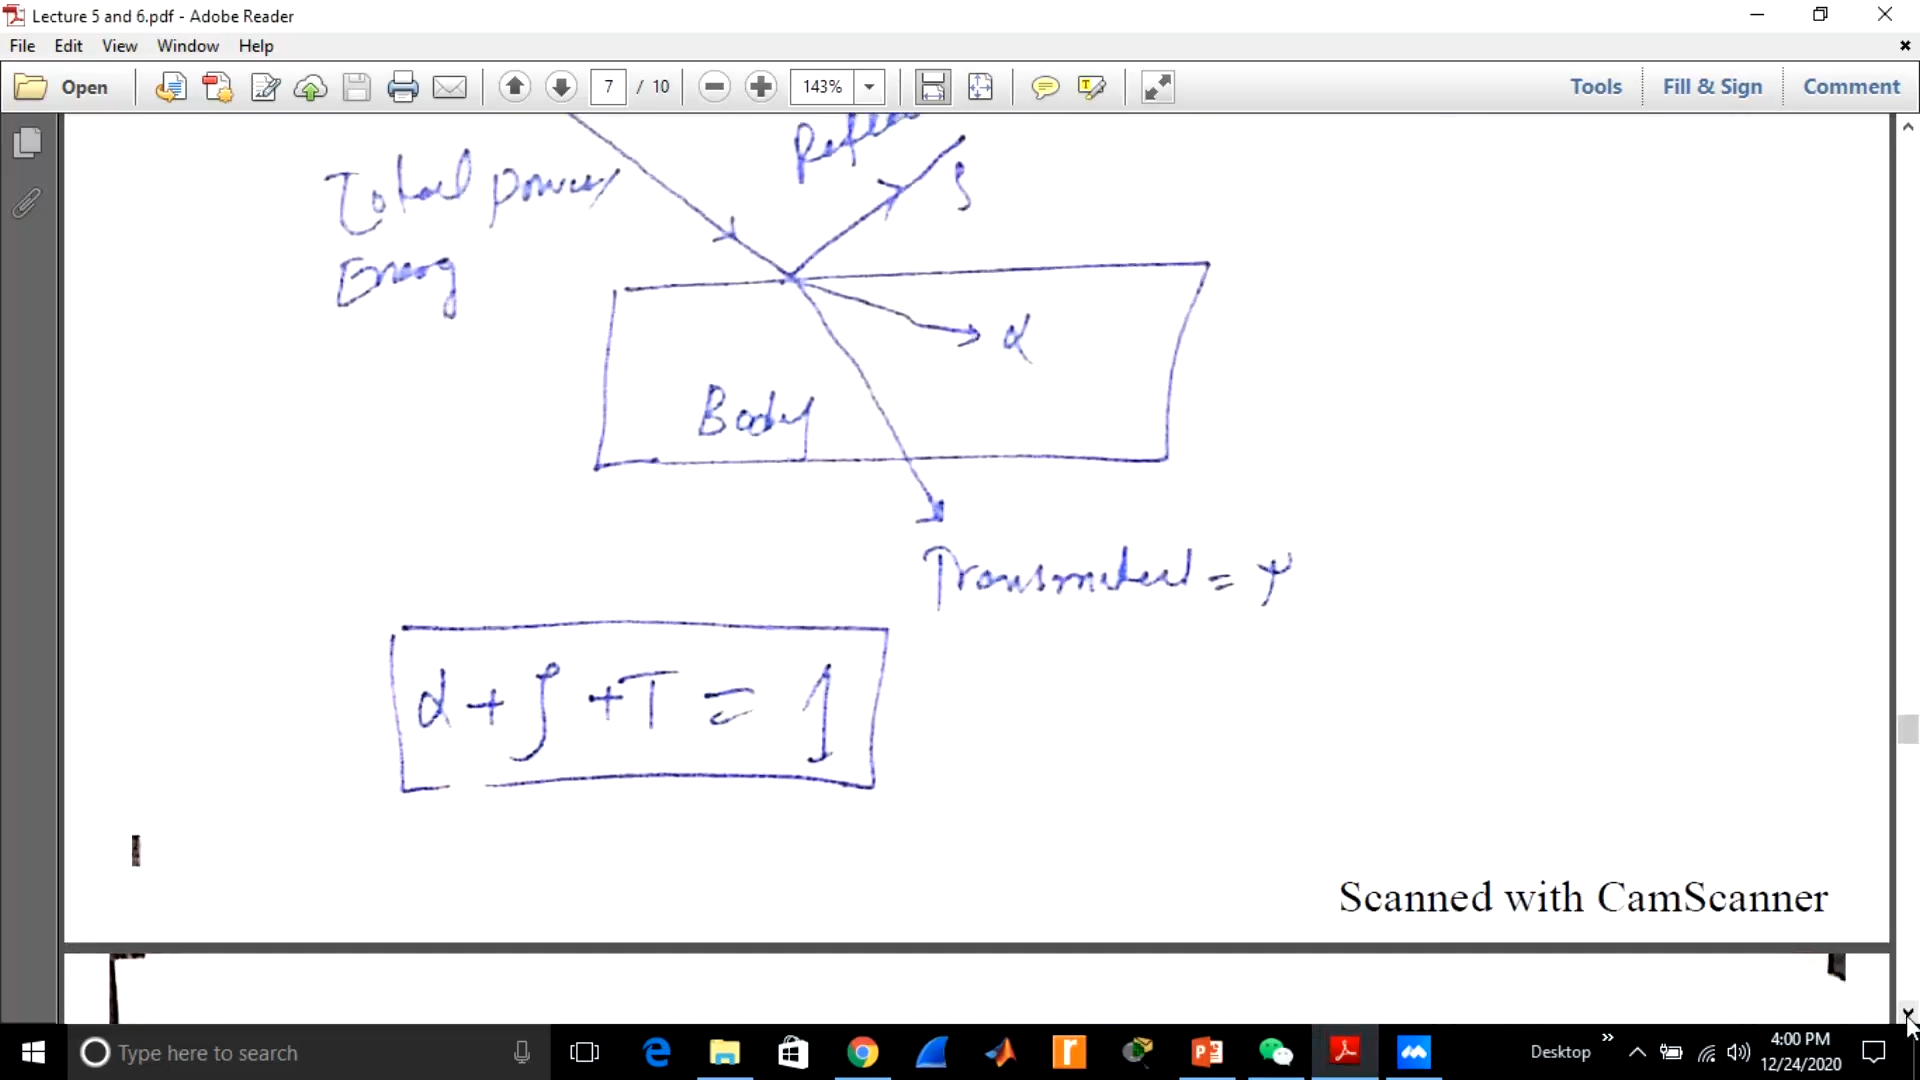 Lecture 5 and 6.pdf - Adobe Reader
File Edit View Window Help
Open 7 / 10 143% Tools Fill & Sign Comment
Total power
Energ
ρ
α
Body
Transmitted = τ
α + ρ + T = 1
Scanned with CamScanner
Type here to search
Desktop
4:00 PM
12/24/2020